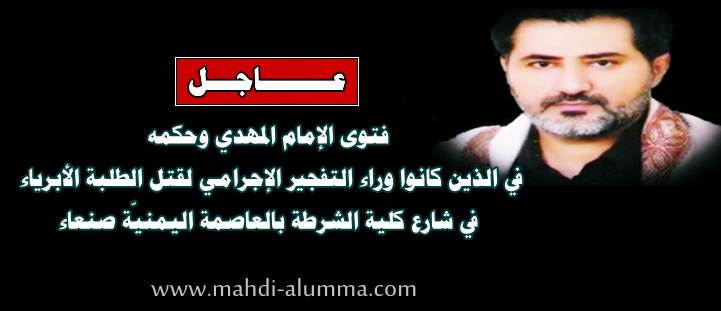 عــــاجـــل
فتوى الإمام المهدي وحكمه
في الذين كانوا وراء التفجير الإجرامي لقتل الطلبة الأبرياء
في شارع كلية الشرطة بالعاصمة اليمنيّة صنعاء
www.mahdi-alumma.com